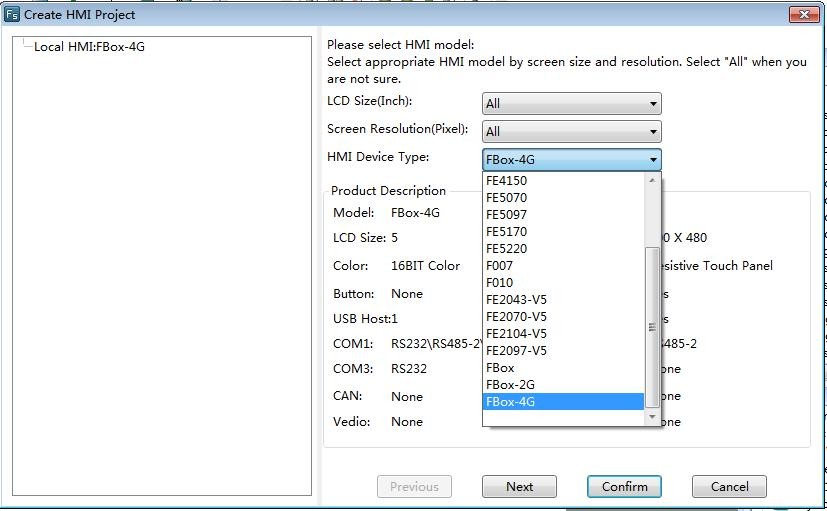 Fs Create HMI Project
Local HMI:FBox-4G
Please select HMI model:
Select appropriate HMI model by screen size and resolution. Select "All" when you
are not sure.
LCD Size(Inch): All
Screen Resolution(Pixel): All
HMI Device Type: FBox-4G
FE4150
FE5070
FE5097
FE5170
FE5220
F007
F010
FE2043-V5
FE2070-V5
FE2104-V5
FE2097-V5
FBox
FBox-2G
FBox-4G
Product Description
Model: FBox-4G
LCD Size: 5 0 X 480
Color: 16BIT Color sistive Touch Panel
Button: None
USB Host:1
COM1: RS232\RS485-2\ S485-2
COM3: RS232 one
CAN: None one
Vedio: None one
Previous Next Confirm Cancel